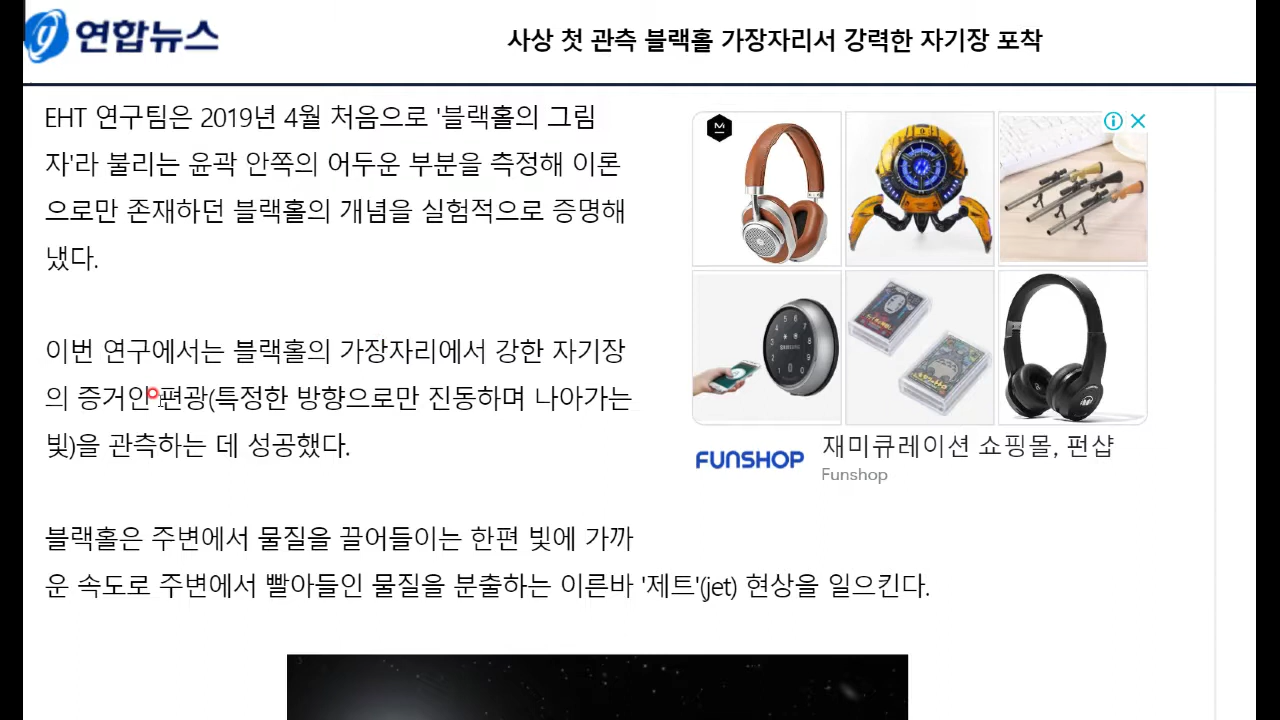 연합뉴스
사상 첫 관측 블랙홀 가장자리서 강력한 자기장 포착
EHT 연구팀은 2019년 4월 처음으로 '블랙홀의 그림
자'라 불리는 윤곽 안쪽의 어두운 부분을 측정해 이론
으로만 존재하던 블랙홀의 개념을 실험적으로 증명해
냈다.
이번 연구에서는 블랙홀의 가장자리에서 강한 자기장
의 증거인 편광(특정한 방향으로만 진동하며 나아가는
빛)을 관측하는 데 성공했다.
블랙홀은 주변에서 물질을 끌어들이는 한편 빛에 가까
운 속도로 주변에서 빨아들인 물질을 분출하는 이른바 '제트'(jet) 현상을 일으킨다.
FUNSHOP
재미큐레이션 쇼핑몰, 펀샵
Funshop